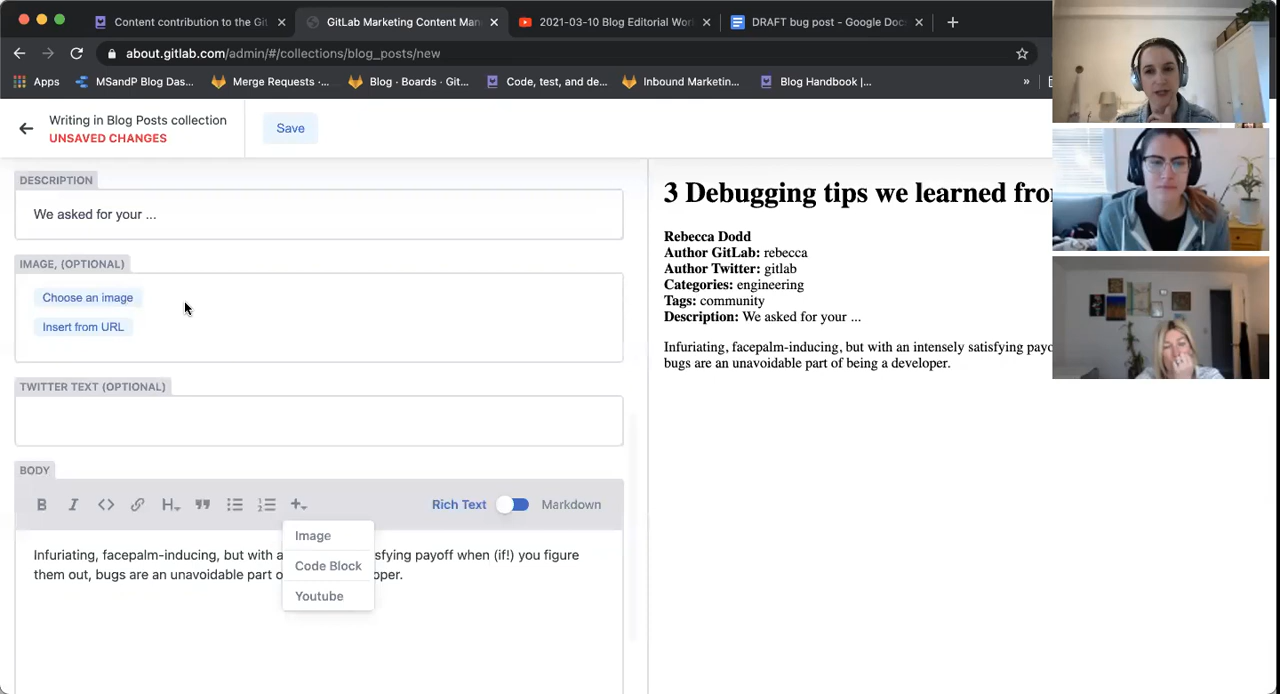 Content contribution to the Git
GitLab Marketing Content Man
2021-03-10 Blog Editorial Wor
DRAFT bug post - Google Doc
about.gitlab.com/admin/#/collections/blog_posts/new
Apps
MSandP Blog Das...
Merge Requests ·...
Blog · Boards · Git...
Code, test, and de...
Inbound Marketin...
Blog Handbook |...
»
Writing in Blog Posts collection
UNSAVED CHANGES
Save
DESCRIPTION
We asked for your ...
IMAGE, (OPTIONAL)
Choose an image
Insert from URL
TWITTER TEXT (OPTIONAL)
BODY
B I <> H
Rich Text
Markdown
Image
Code Block
Youtube
Infuriating, facepalm-inducing, but with a sfying payoff when (if!) you figure
them out, bugs are an unavoidable part o oper.
3 Debugging tips we learned fro
Rebecca Dodd
Author GitLab: rebecca
Author Twitter: gitlab
Categories: engineering
Tags: community
Description: We asked for your ...
Infuriating, facepalm-inducing, but with an intensely satisfying payo
bugs are an unavoidable part of being a developer.